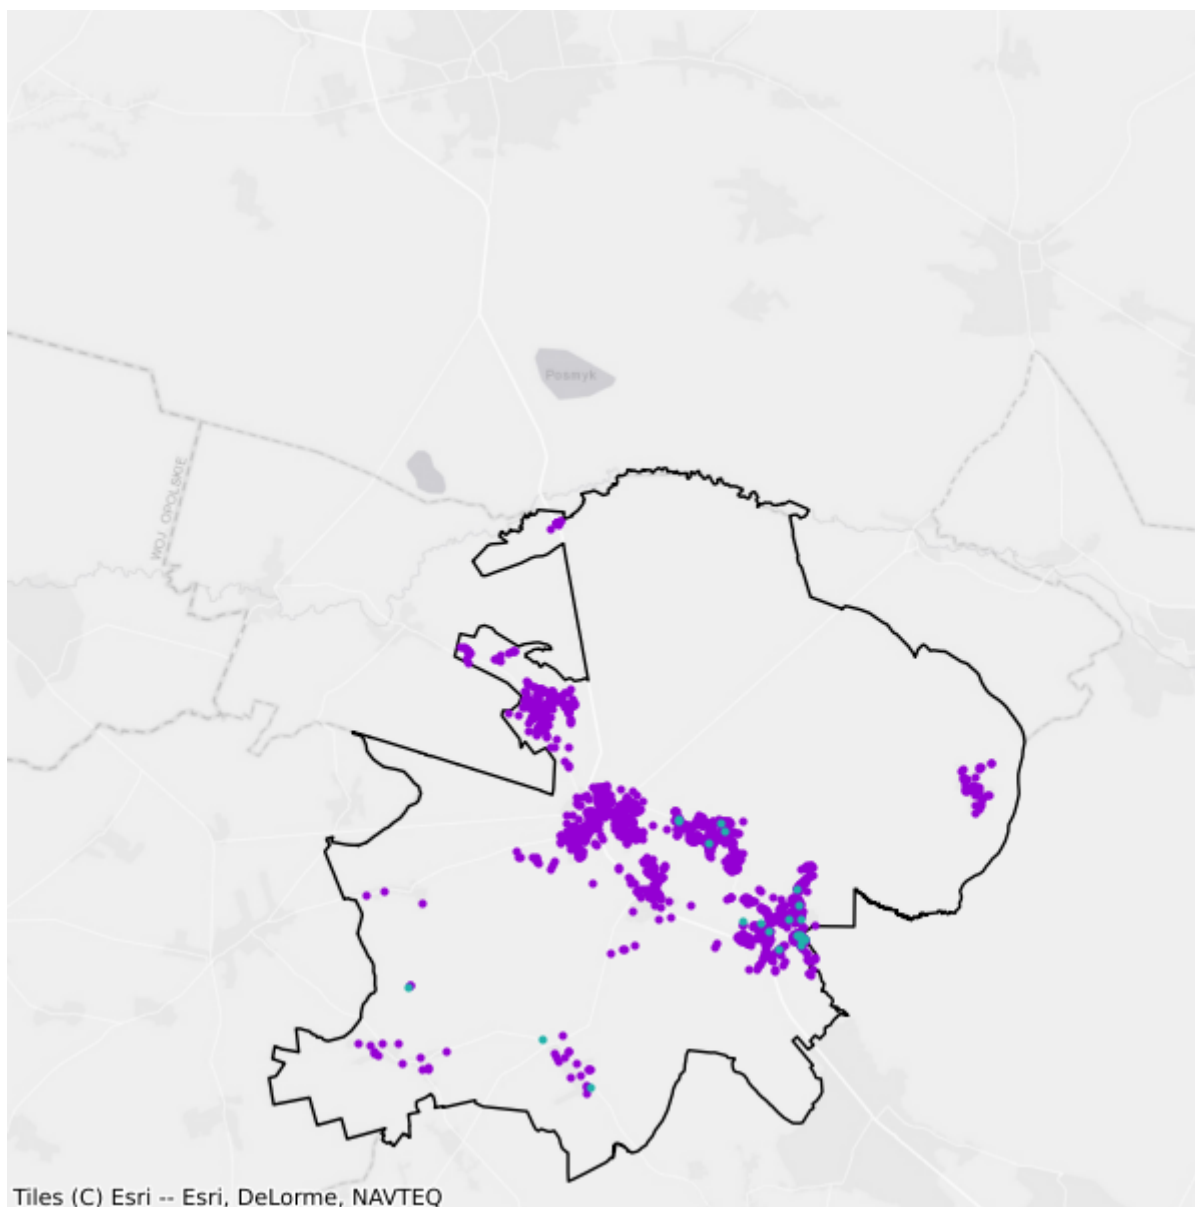 Posmyk
WOJ. OPOLSKIE
Tiles (C) Esri -- Esri, DeLorme, NAVTEQ